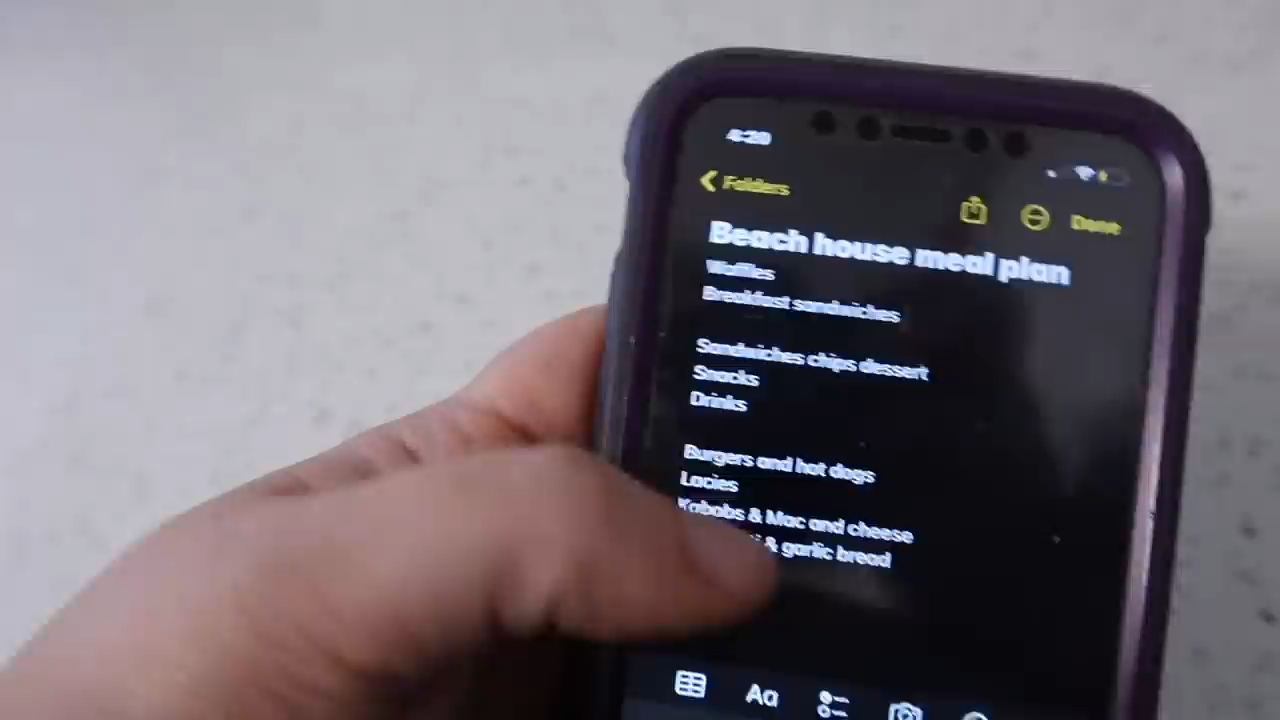 4:20
Folders
Done
Beach house meal plan
Waffles
Breakfast sandwiches
Sandwiches chips dessert
Snacks
Drinks
Burgers and hot dogs
Lacies
Kabobs & Mac and cheese
& garlic bread
Aa